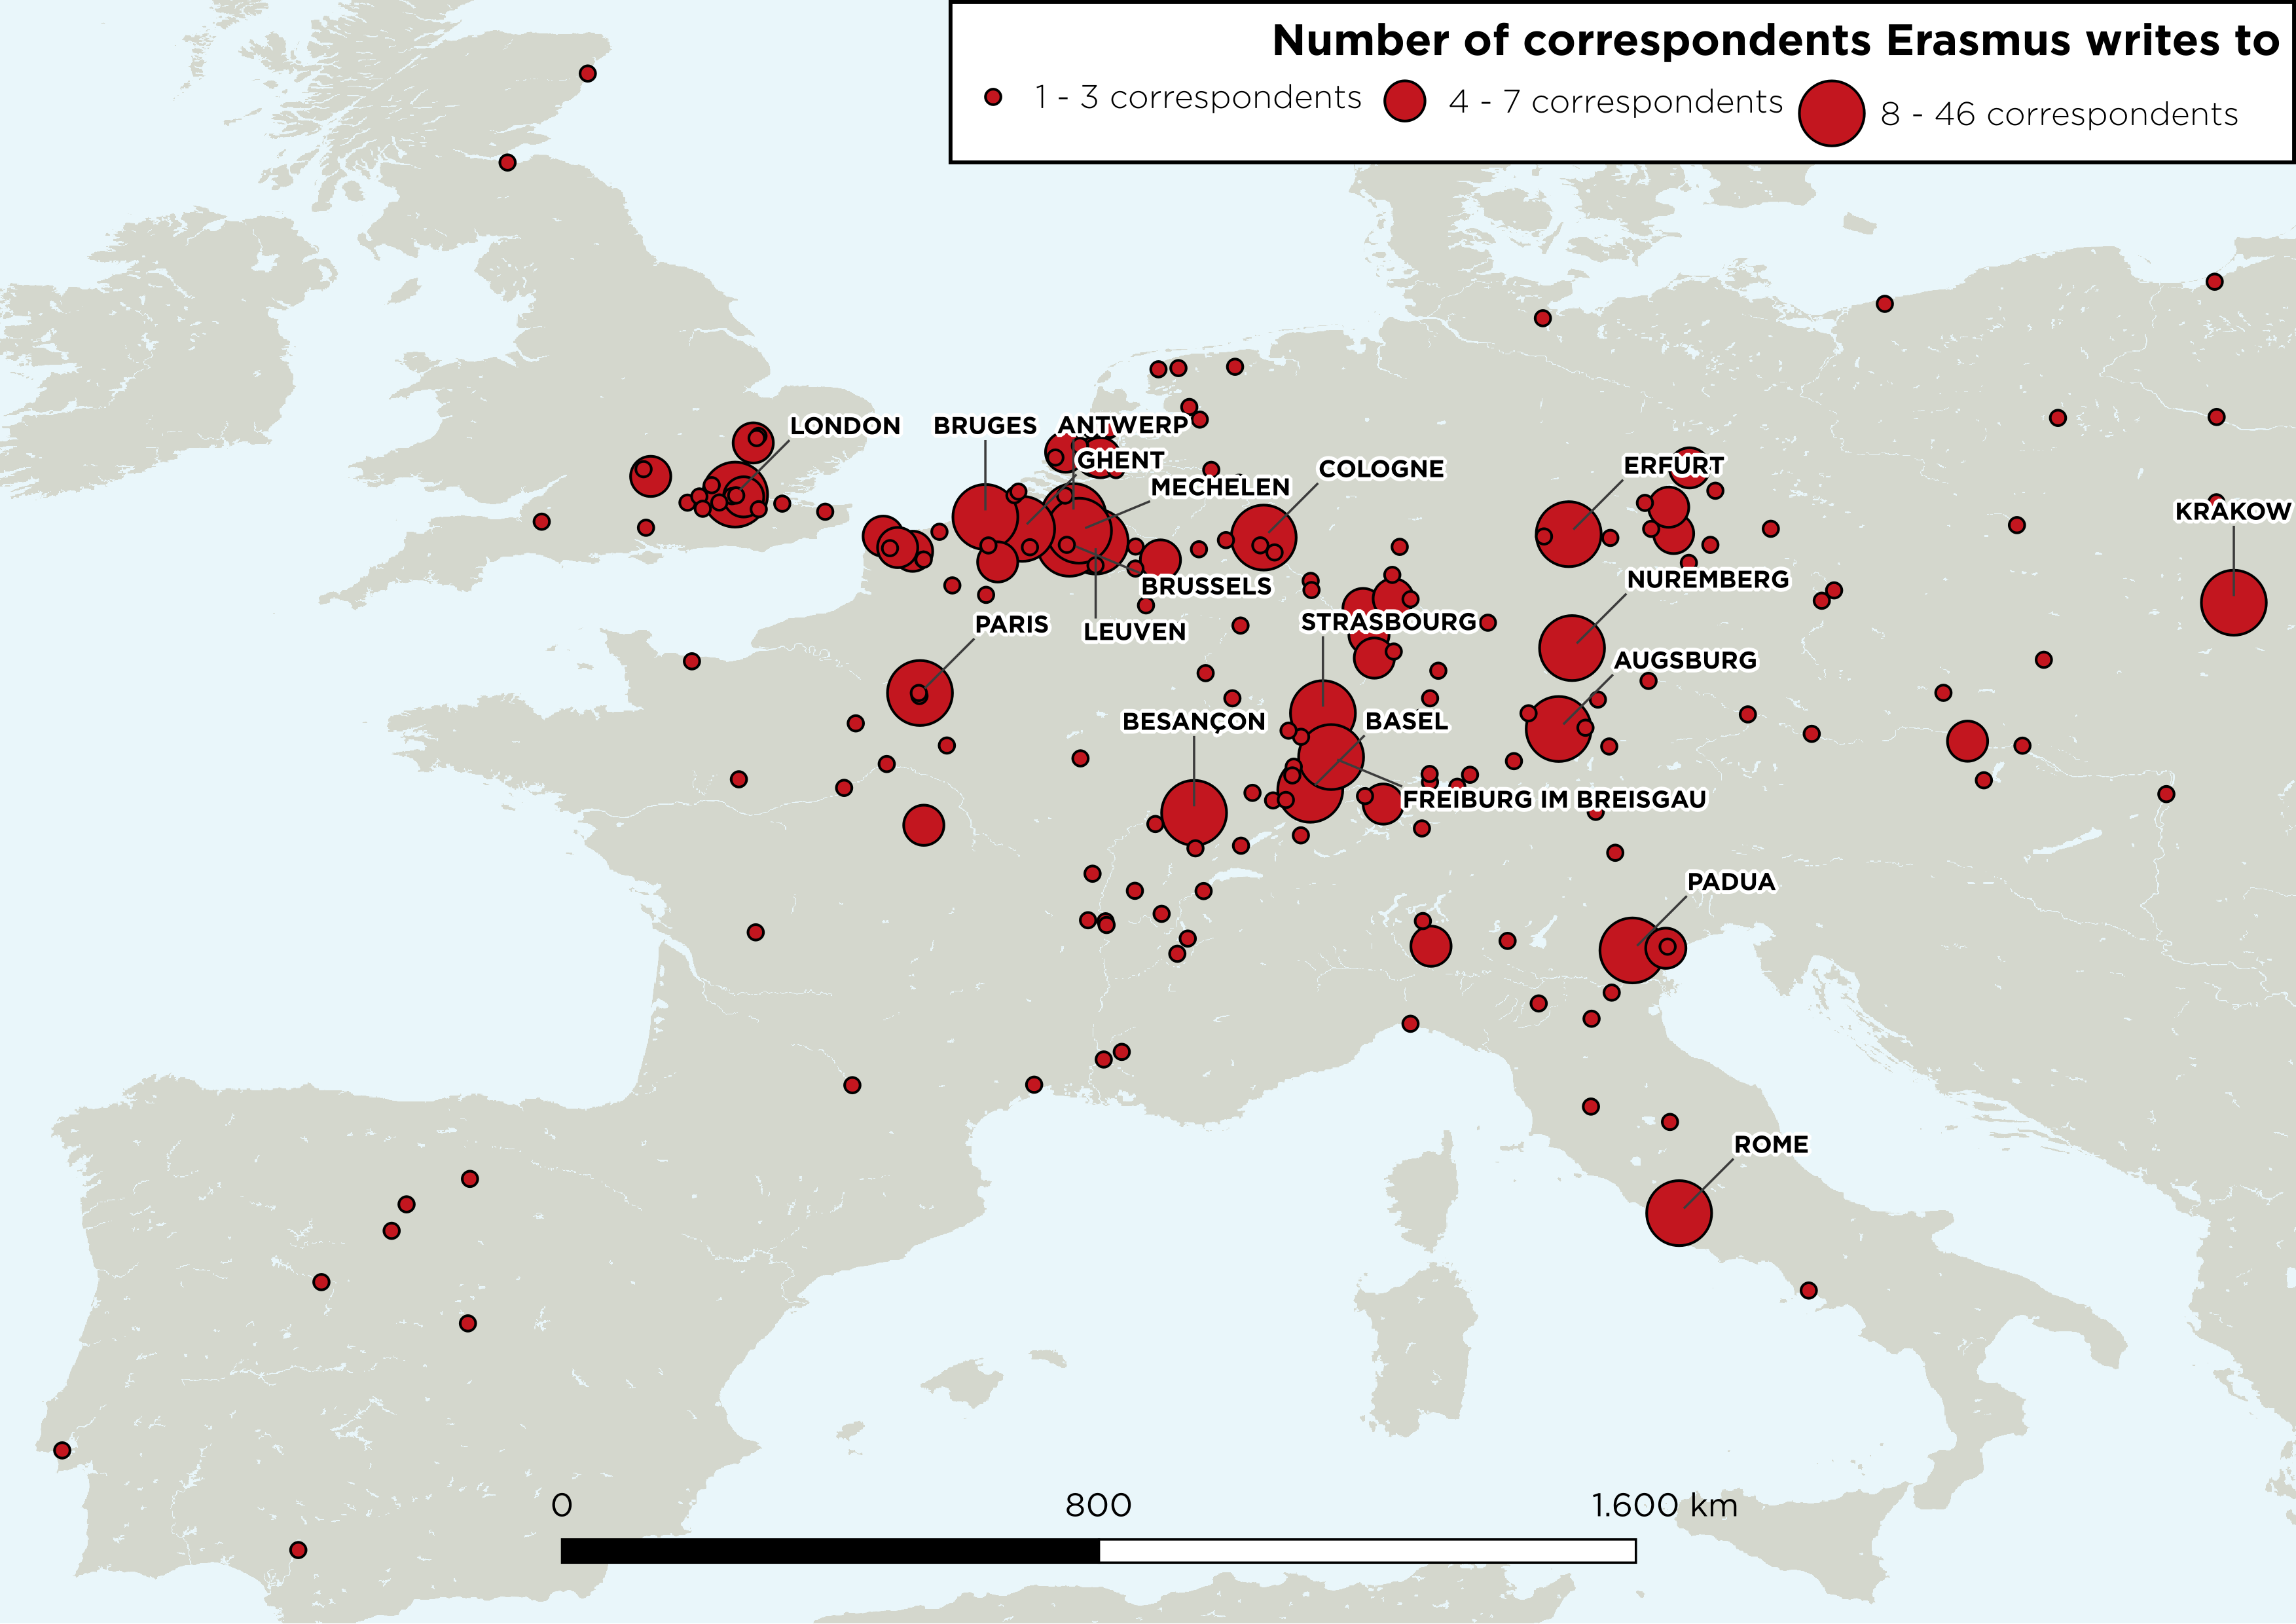 Number of correspondents Erasmus writes to
1 - 3 correspondents 4 - 7 correspondents 8 - 46 correspondents
LONDON BRUGES ANTWERP
GHENT
COLOGNE ERFURT
MECHELEN
KRAKOW
BRUSSELS NUREMBERG
PARIS LEUVEN STRASBOURG
AUGSBURG
BESANÇON BASEL
FREIBURG IM BREISGAU
PADUA
ROME
0 800 1.600 km